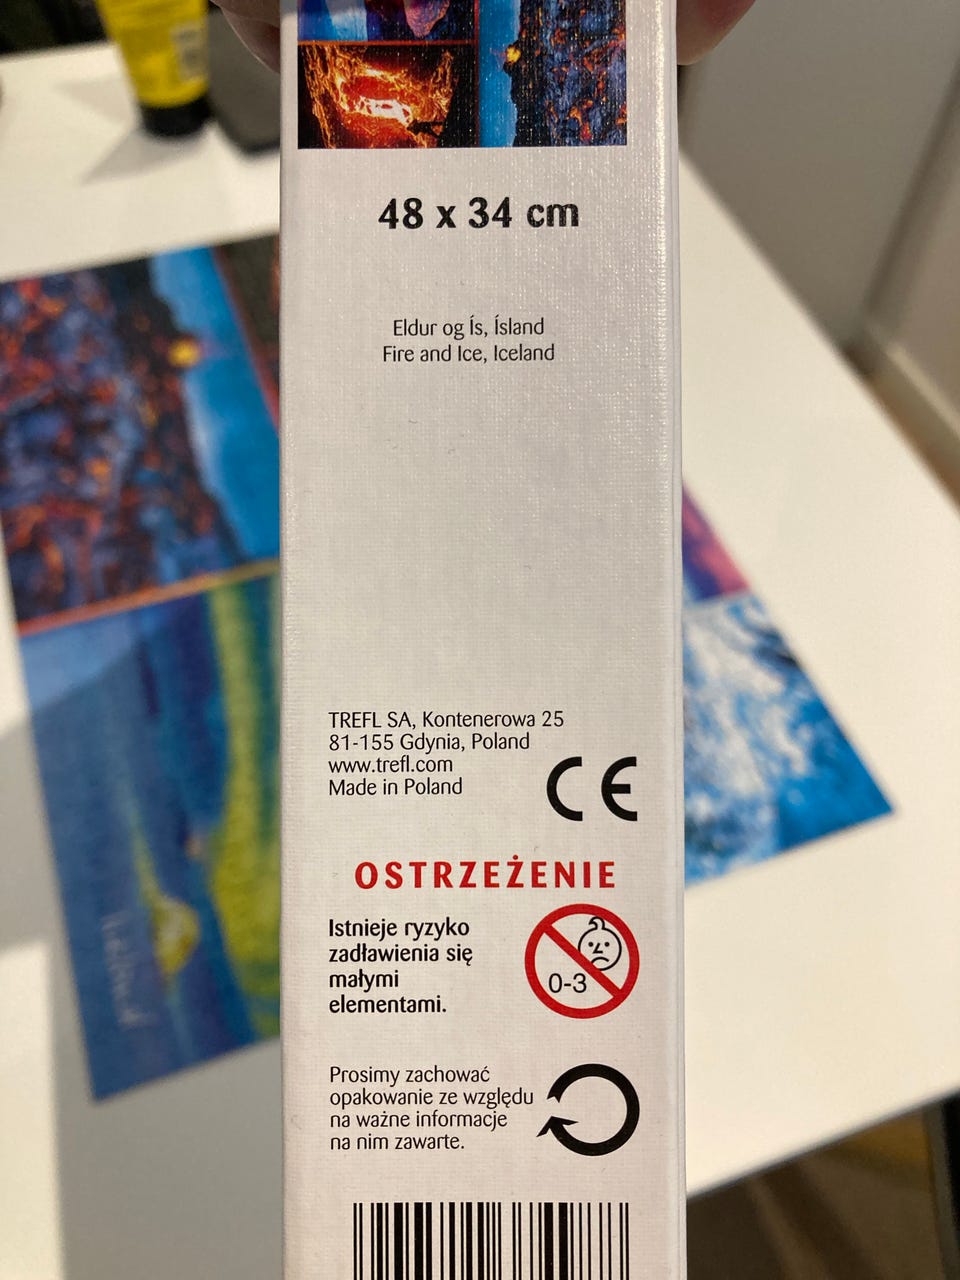 48 x 34 cm
Eldur og Ís, Ísland
Fire and Ice, Iceland
TREFL SA, Kontenerowa 25
81-155 Gdynia, Poland
www.trefl.com
Made in Poland
CE
OSTRZEŻENIE
Istnieje ryzyko
zadławienia się
małymi
elementami.
0-3
Prosimy zachować
opakowanie ze względu
na ważne informacje
na nim zawarte.